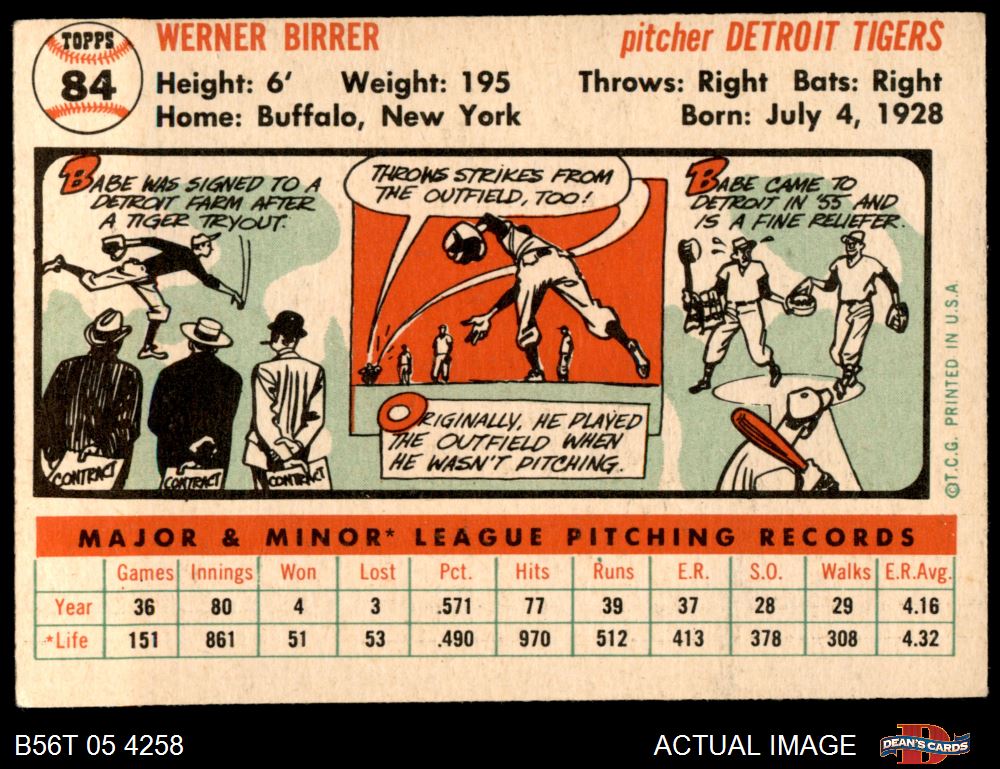 TOPPS
84
WERNER BIRRER
pitcher DETROIT TIGERS
Height: 6' Weight: 195 Throws: Right Bats: Right
Home: Buffalo, New York Born: July 4, 1928
BABE WAS SIGNED TO A
DETROIT FARM AFTER
A TIGER TRYOUT.
CONTRACT
CONTRACT
CONTRACT
THROWS STRIKES FROM
THE OUTFIELD, TOO!
ORIGINALLY, HE PLAYED
THE OUTFIELD WHEN
HE WASN'T PITCHING.
BABE CAME TO
DETROIT IN '55 AND
IS A FINE RELIEFER.
©T.C.G. PRINTED IN U.S.A.
MAJOR & MINOR* LEAGUE PITCHING RECORDS
Games Innings Won Lost Pct. Hits Runs E.R. S.O. Walks E.R.Avg.
Year 36 80 4 3 .571 77 39 37 28 29 4.16
*Life 151 861 51 53 .490 970 512 413 378 308 4.32
B56T 05 4258
ACTUAL IMAGE
DEAN'S CARDS